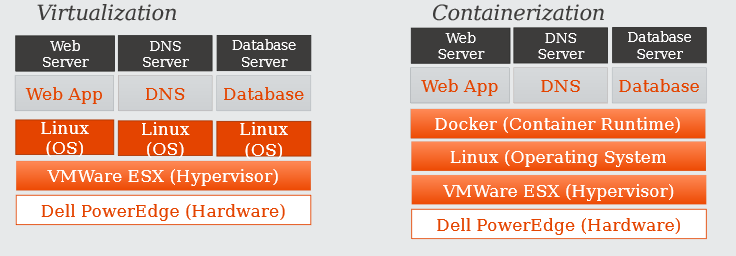 Virtualization
Web
Server
DNS
Server
Database
Server
Web App
DNS
Database
Linux
(OS)
Linux
(OS)
Linux
(OS)
VMWare ESX (Hypervisor)
Dell PowerEdge (Hardware)
Containerization
Web
Server
DNS
Server
Database
Server
Web App
DNS
Database
Docker (Container Runtime)
Linux (Operating System
VMWare ESX (Hypervisor)
Dell PowerEdge (Hardware)